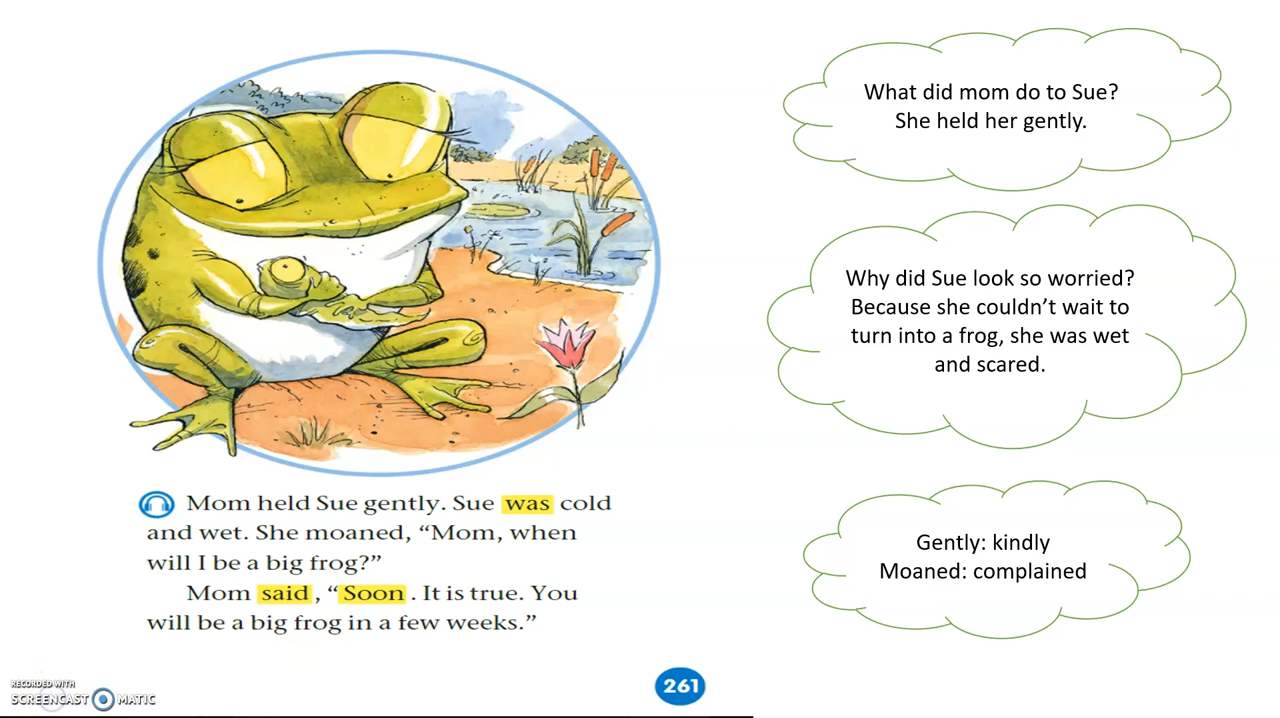 Mom held Sue gently. Sue was cold
and wet. She moaned, “Mom, when
will I be a big frog?”
Mom said, “Soon. It is true. You
will be a big frog in a few weeks.”
261
What did mom do to Sue?
She held her gently.
Why did Sue look so worried?
Because she couldn’t wait to
turn into a frog, she was wet
and scared.
Gently: kindly
Moaned: complained
RECORDED WITH
SCREENCAST MATIC